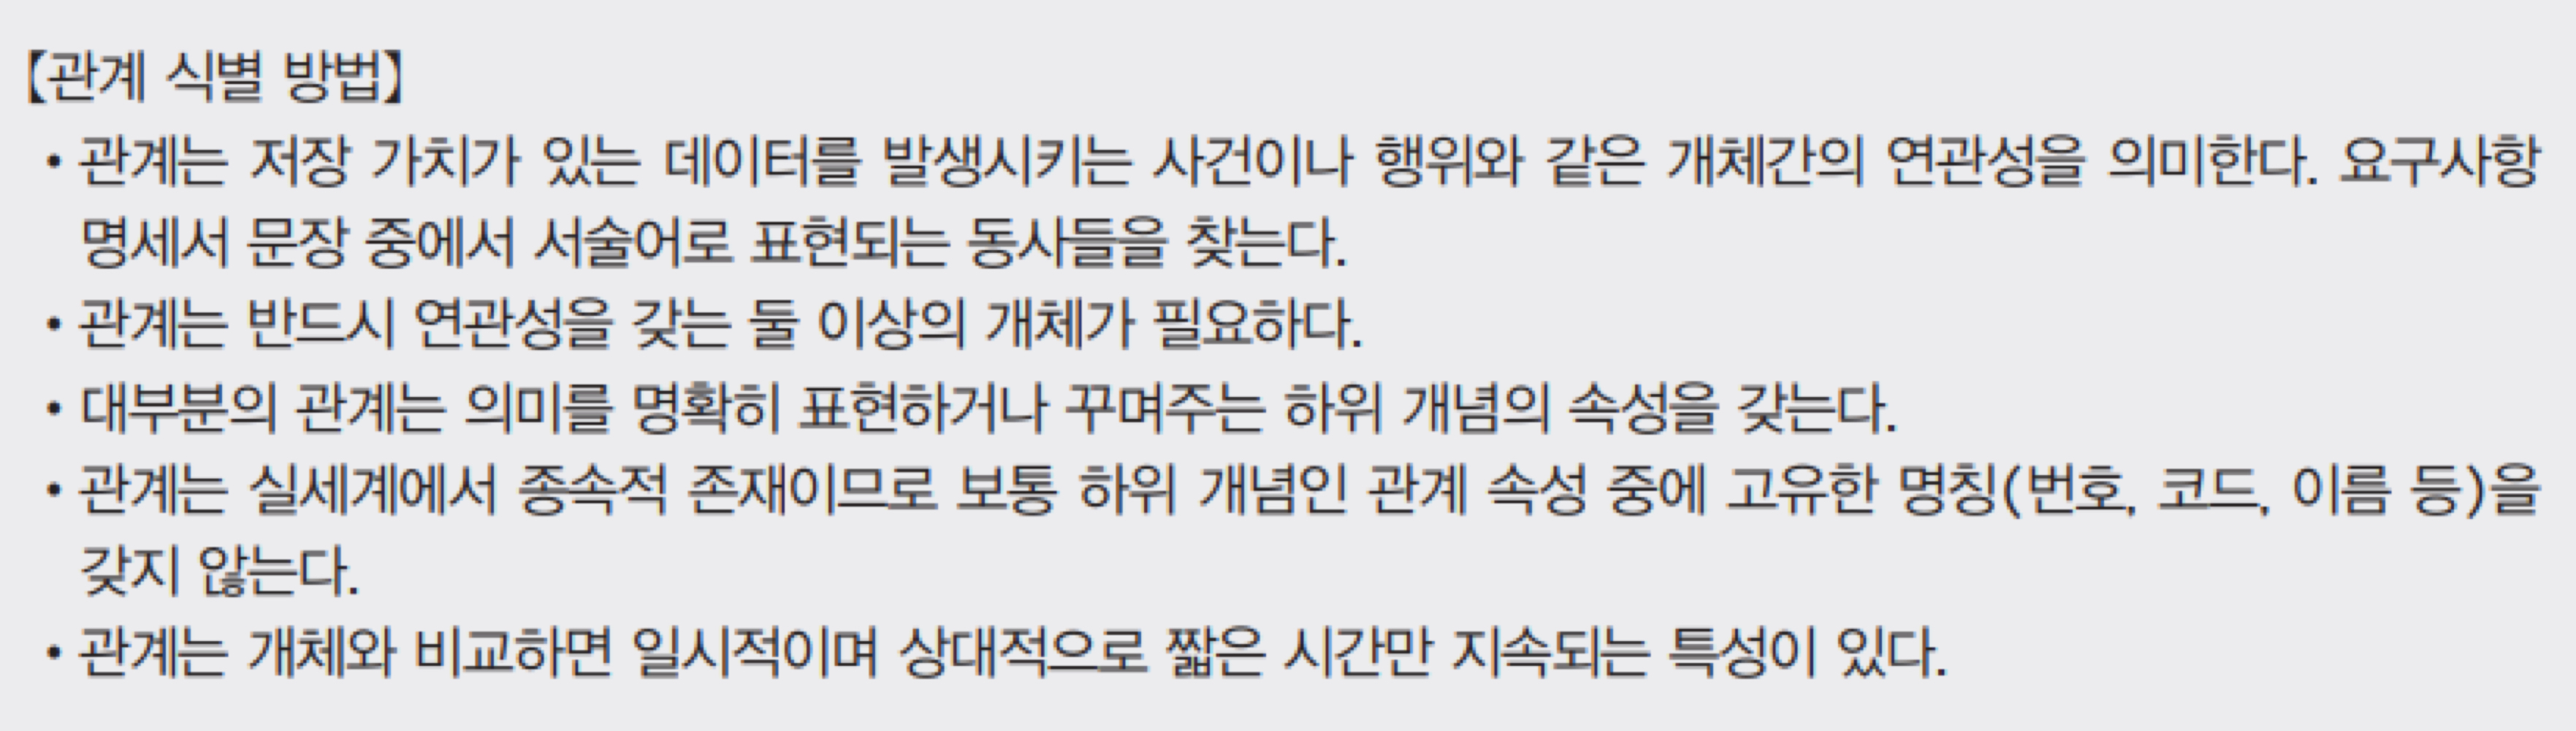 【관계 식별 방법】
• 관계는 저장 가치가 있는 데이터를 발생시키는 사건이나 행위와 같은 개체간의 연관성을 의미한다. 요구사항
명세서 문장 중에서 서술어로 표현되는 동사들을 찾는다.
• 관계는 반드시 연관성을 갖는 둘 이상의 개체가 필요하다.
• 대부분의 관계는 의미를 명확히 표현하거나 꾸며주는 하위 개념의 속성을 갖는다.
• 관계는 실세계에서 종속적 존재이므로 보통 하위 개념인 관계 속성 중에 고유한 명칭(번호, 코드, 이름 등)을
갖지 않는다.
• 관계는 개체와 비교하면 일시적이며 상대적으로 짧은 시간만 지속되는 특성이 있다.